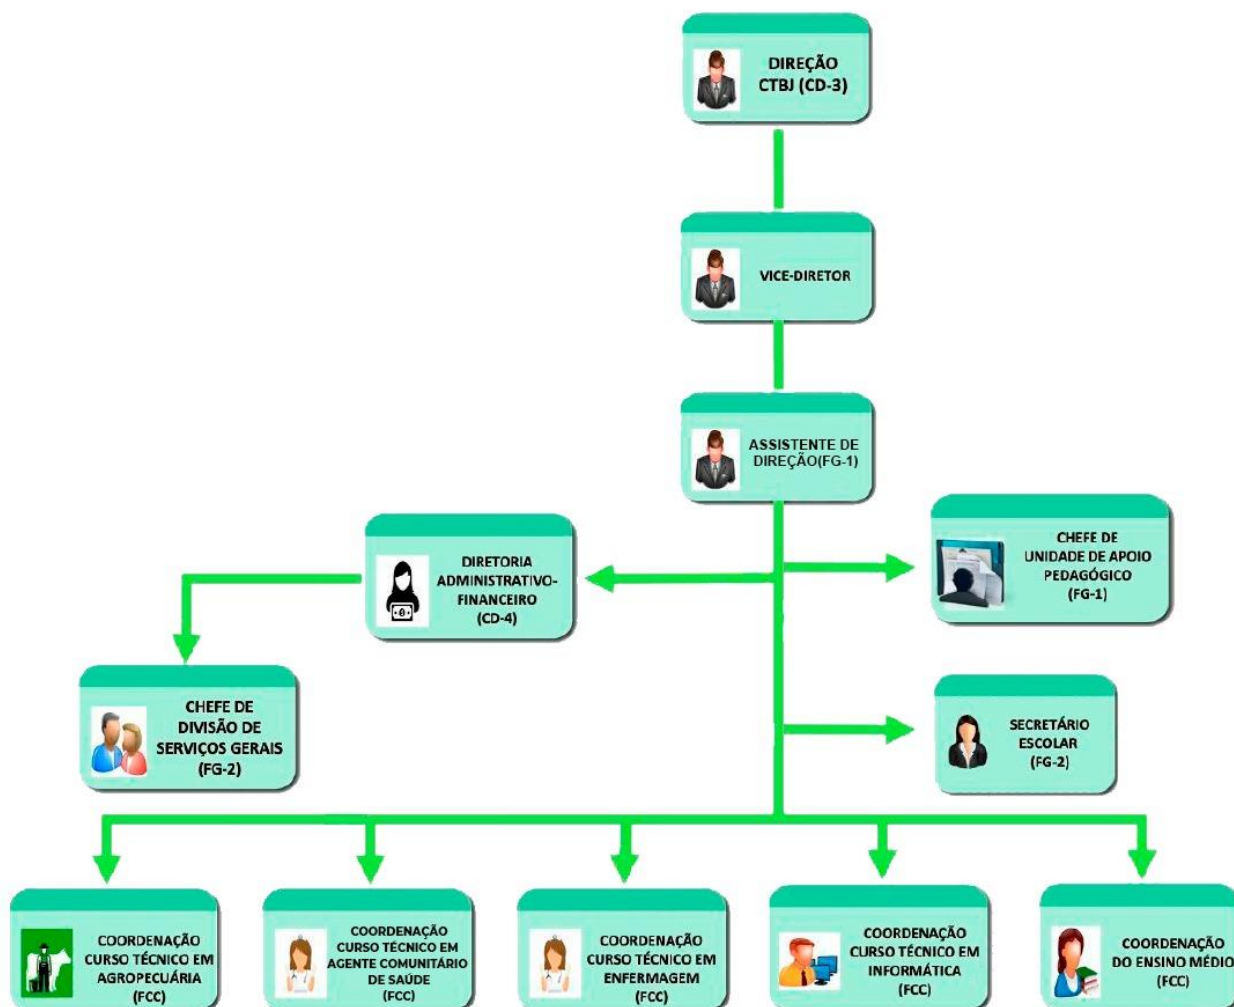 DIREÇÃO
CTBJ (CD-3)
VICE-DIRETOR
ASSISTENTE DE
DIREÇÃO(FG-1)
DIRETORIA
ADMINISTRATIVO-
FINANCEIRO
(CD-4)
CHEFE DE
UNIDADE DE APOIO
PEDAGÓGICO
(FG-1)
CHEFE DE
DIVISÃO DE
SERVIÇOS GERAIS
(FG-2)
SECRETÁRIO
ESCOLAR
(FG-2)
COORDENAÇÃO
CURSO TÉCNICO EM
AGROPECUÁRIA
(FCC)
COORDENAÇÃO
CURSO TÉCNICO EM
AGENTE COMUNITÁRIO
DE SAÚDE
(FCC)
COORDENAÇÃO
CURSO TÉCNICO EM
ENFERMAGEM
(FCC)
COORDENAÇÃO
CURSO TÉCNICO EM
INFORMÁTICA
(FCC)
COORDENAÇÃO
DO ENSINO MÉDIO
(FCC)